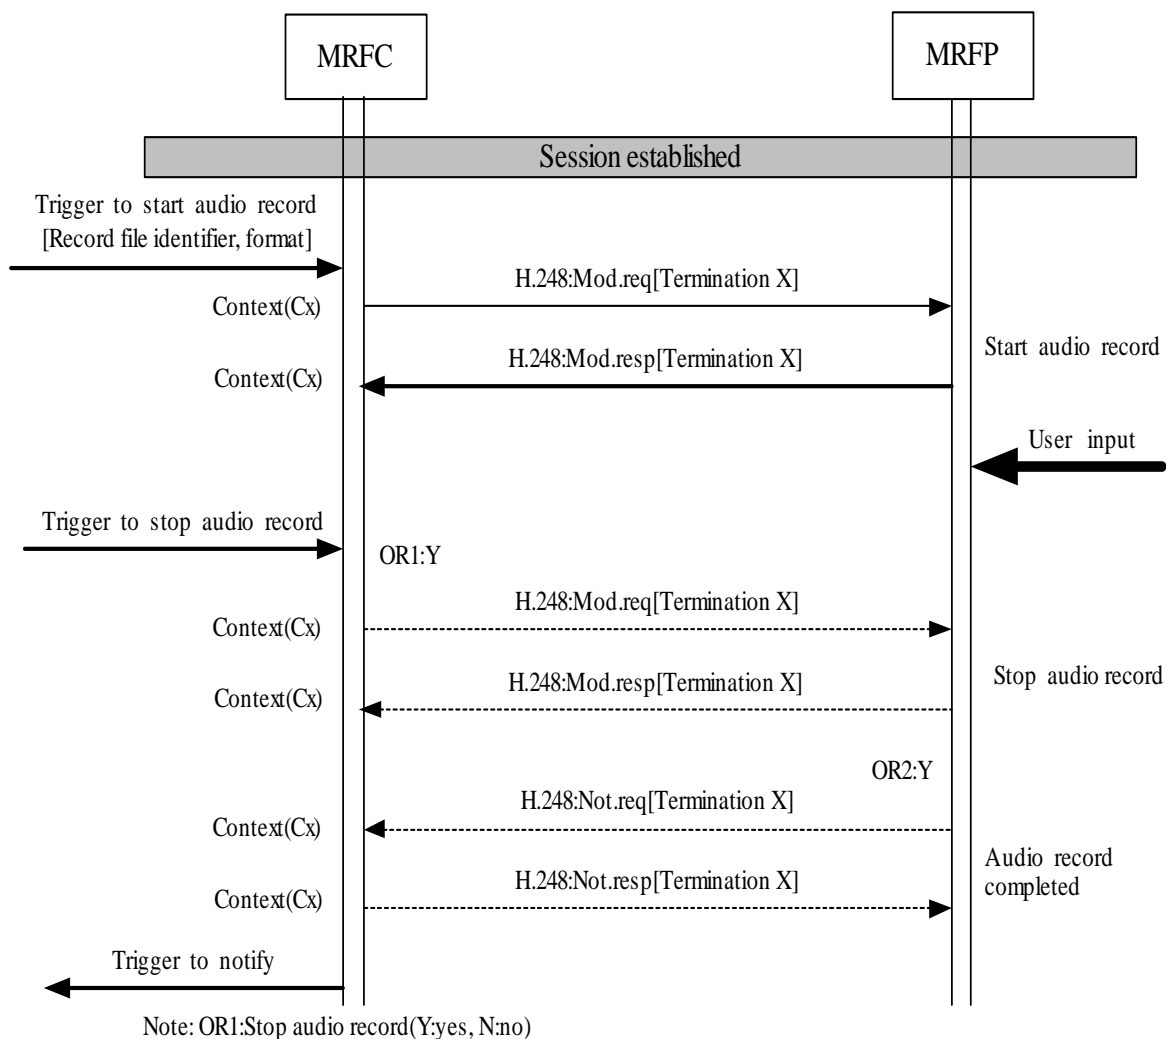 MRFC
MRFP
Session established
Trigger to start audio record
[Record file identifier, format]
H.248:Mod.req[Termination X]
Context(Cx)
Start audio record
H.248:Mod.resp[Termination X]
Context(Cx)
User input
Trigger to stop audio record
OR1:Y
H.248:Mod.req[Termination X]
Context(Cx)
Stop audio record
H.248:Mod.resp[Termination X]
Context(Cx)
OR2:Y
H.248:Not.req[Termination X]
Context(Cx)
Audio record
completed
H.248:Not.resp[Termination X]
Context(Cx)
Trigger to notify
Note: OR1:Stop audio record(Y:yes, N:no)